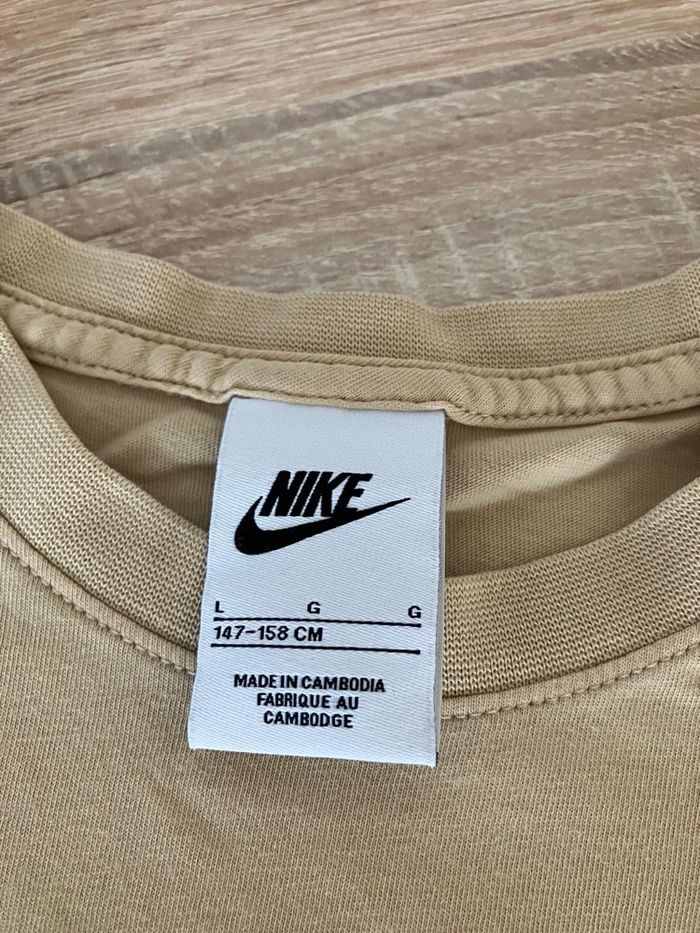 NIKE
L G G
147-158 CM
MADE IN CAMBODIA
FABRIQUE AU
CAMBODGE